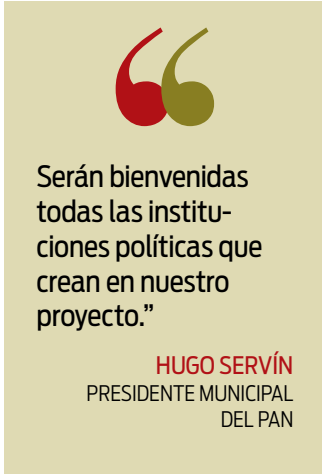 Serán bienvenidas
todas las institu-
ciones políticas que
crean en nuestro
proyecto.”
HUGO SERVÍN
PRESIDENTE MUNICIPAL
DEL PAN